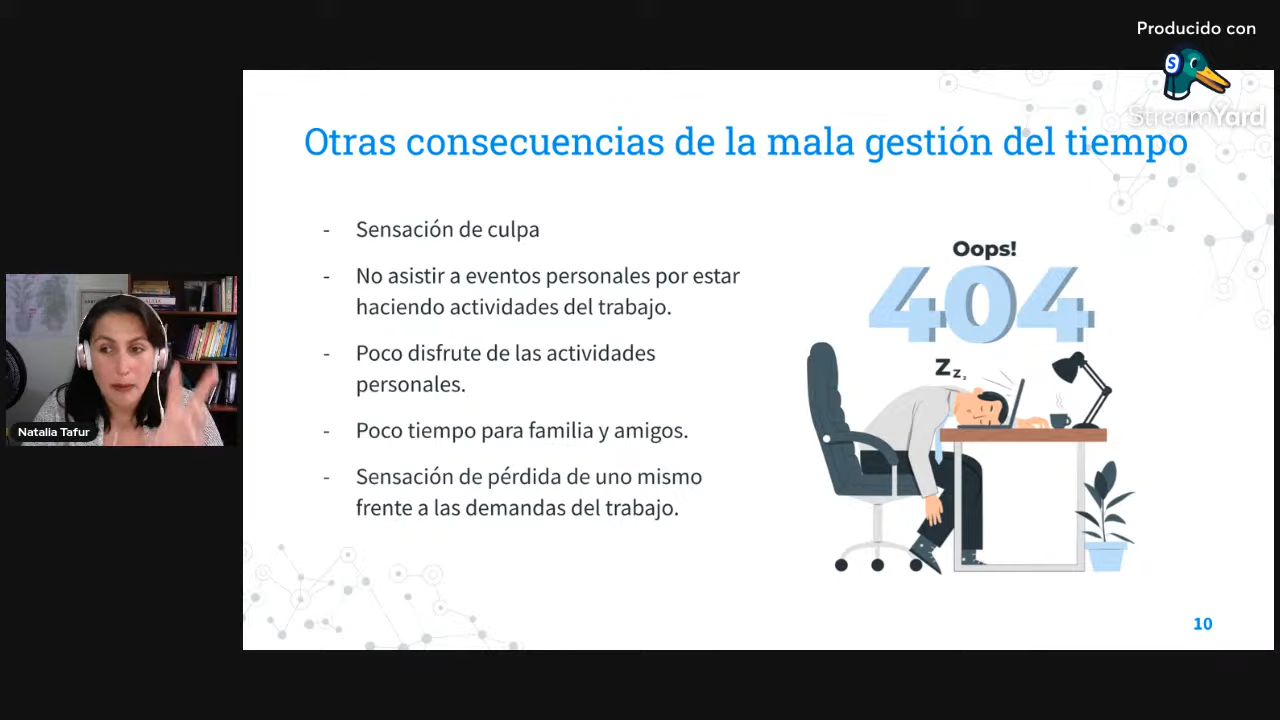 Producido con
StreamYard
Otras consecuencias de la mala gestión del tiempo
- Sensación de culpa
- No asistir a eventos personales por estar
haciendo actividades del trabajo.
- Poco disfrute de las actividades
personales.
- Poco tiempo para familia y amigos.
- Sensación de pérdida de uno mismo
frente a las demandas del trabajo.
Oops!
404
Zz,
Natalia Tafur
10